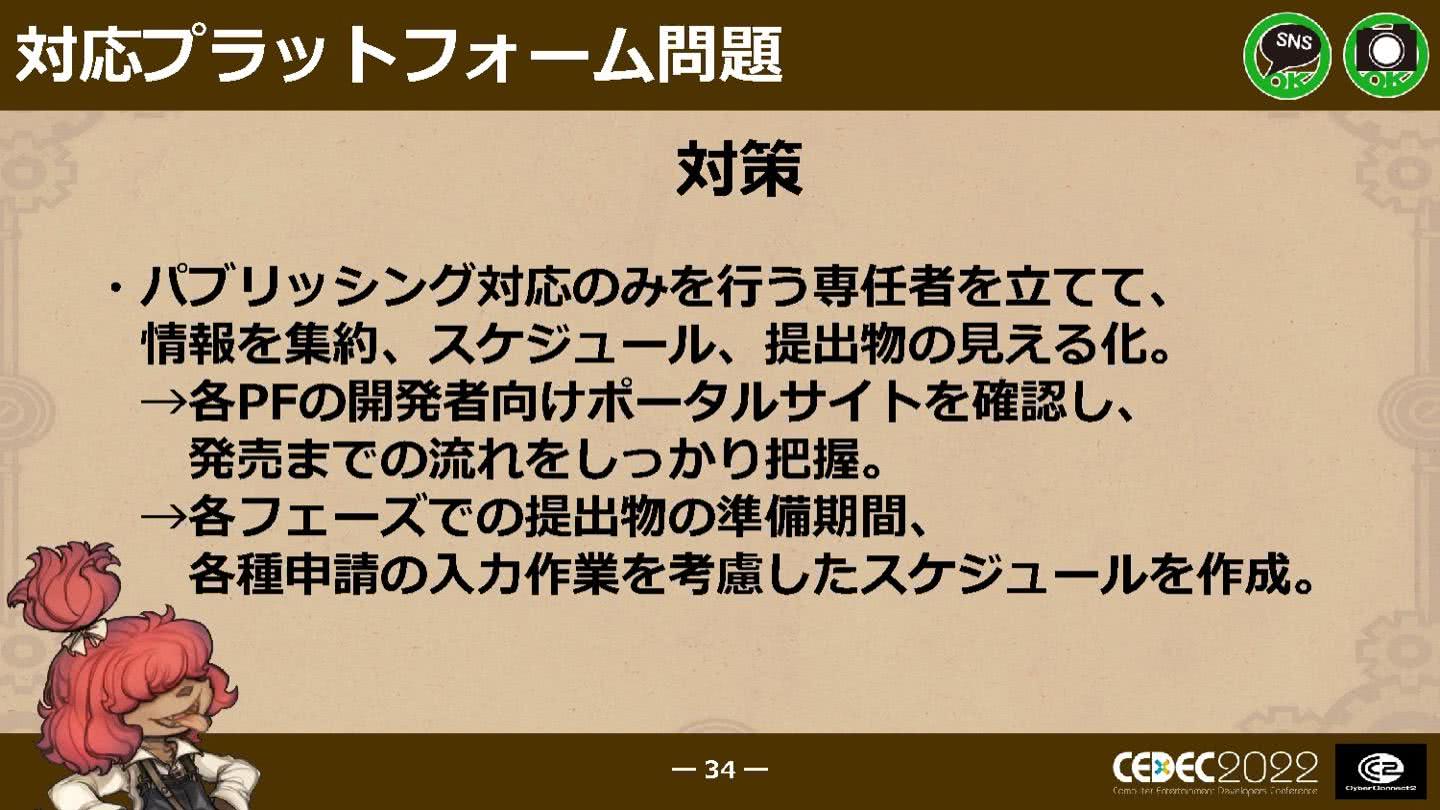 対応プラットフォーム問題
SNS
OK
OK
対策
・パブリッシング対応のみを行う専任者を立てて、
情報を集約、スケジュール、提出物の見える化。
→各PFの開発者向けポータルサイトを確認し、
発売までの流れをしっかり把握。
→各フェーズでの提出物の準備期間、
各種申請の入力作業を考慮したスケジュールを作成。
— 34 —
CEDEC2022
Computer Entertainment Developers Conference
C2
CyberConnect2